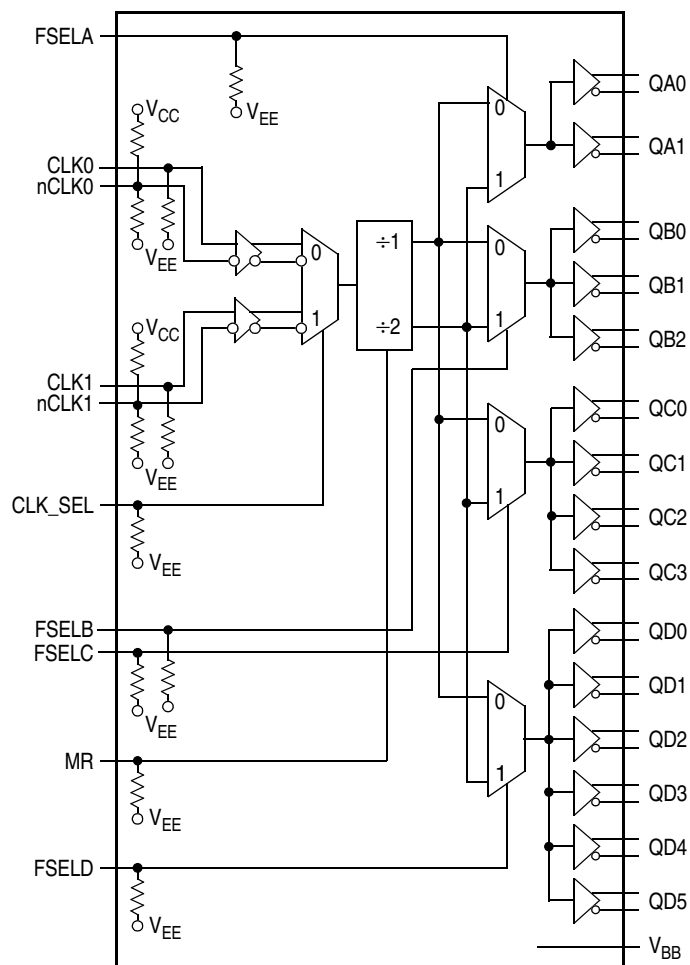 FSELA
VEE
VCC
CLK0
nCLK0
VEE
VCC
CLK1
nCLK1
VEE
CLK_SEL
VEE
FSELB
FSELC
VEE
MR
VEE
FSELD
VEE
0
1
÷1
÷2
0
1
0
1
0
1
0
1
QA0
QA1
QB0
QB1
QB2
QC0
QC1
QC2
QC3
QD0
QD1
QD2
QD3
QD4
QD5
VBB